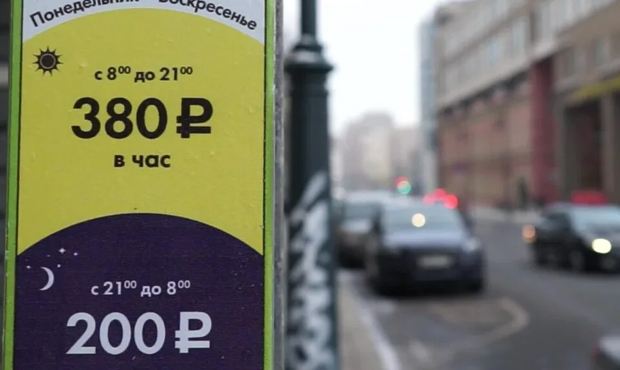 Понедельник - Воскресенье
с 8⁰⁰ до 21⁰⁰
380 ₽
в час
с 21⁰⁰ до 8⁰⁰
200 ₽